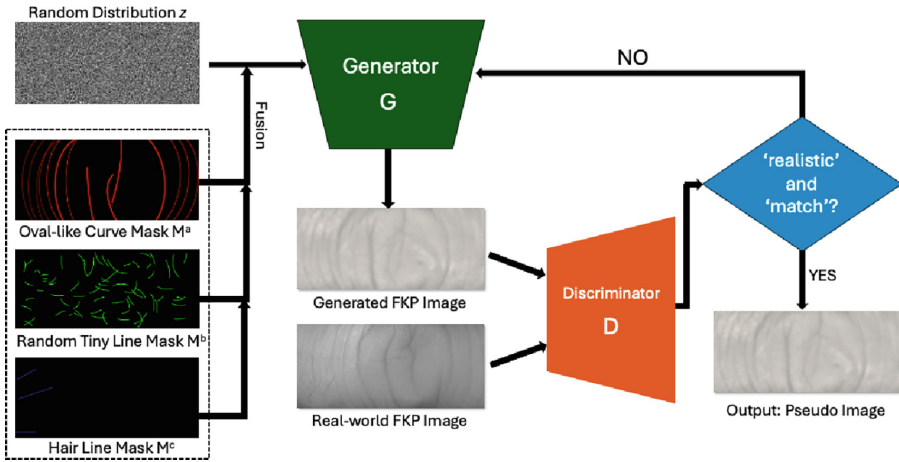 Random Distribution z
Fusion
Oval-like Curve Mask Mᵃ
Random Tiny Line Mask Mᵇ
Hair Line Mask Mᶜ
Generator
G
Generated FKP Image
Real-world FKP Image
Discriminator
D
NO
‘realistic’
and
‘match’?
YES
Output: Pseudo Image